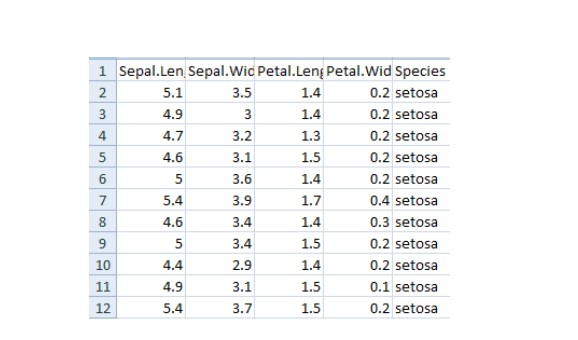 1 Sepal.Len Sepal.Wid Petal.Leng Petal.Wid Species
2 5.1 3.5 1.4 0.2 setosa
3 4.9 3 1.4 0.2 setosa
4 4.7 3.2 1.3 0.2 setosa
5 4.6 3.1 1.5 0.2 setosa
6 5 3.6 1.4 0.2 setosa
7 5.4 3.9 1.7 0.4 setosa
8 4.6 3.4 1.4 0.3 setosa
9 5 3.4 1.5 0.2 setosa
10 4.4 2.9 1.4 0.2 setosa
11 4.9 3.1 1.5 0.1 setosa
12 5.4 3.7 1.5 0.2 setosa